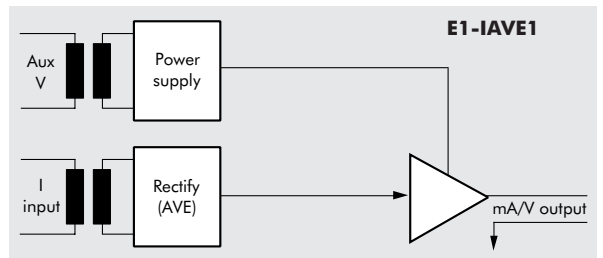 E1-IAVE1
Aux
V
Power
supply
I
input
Rectify
(AVE)
mA/V output